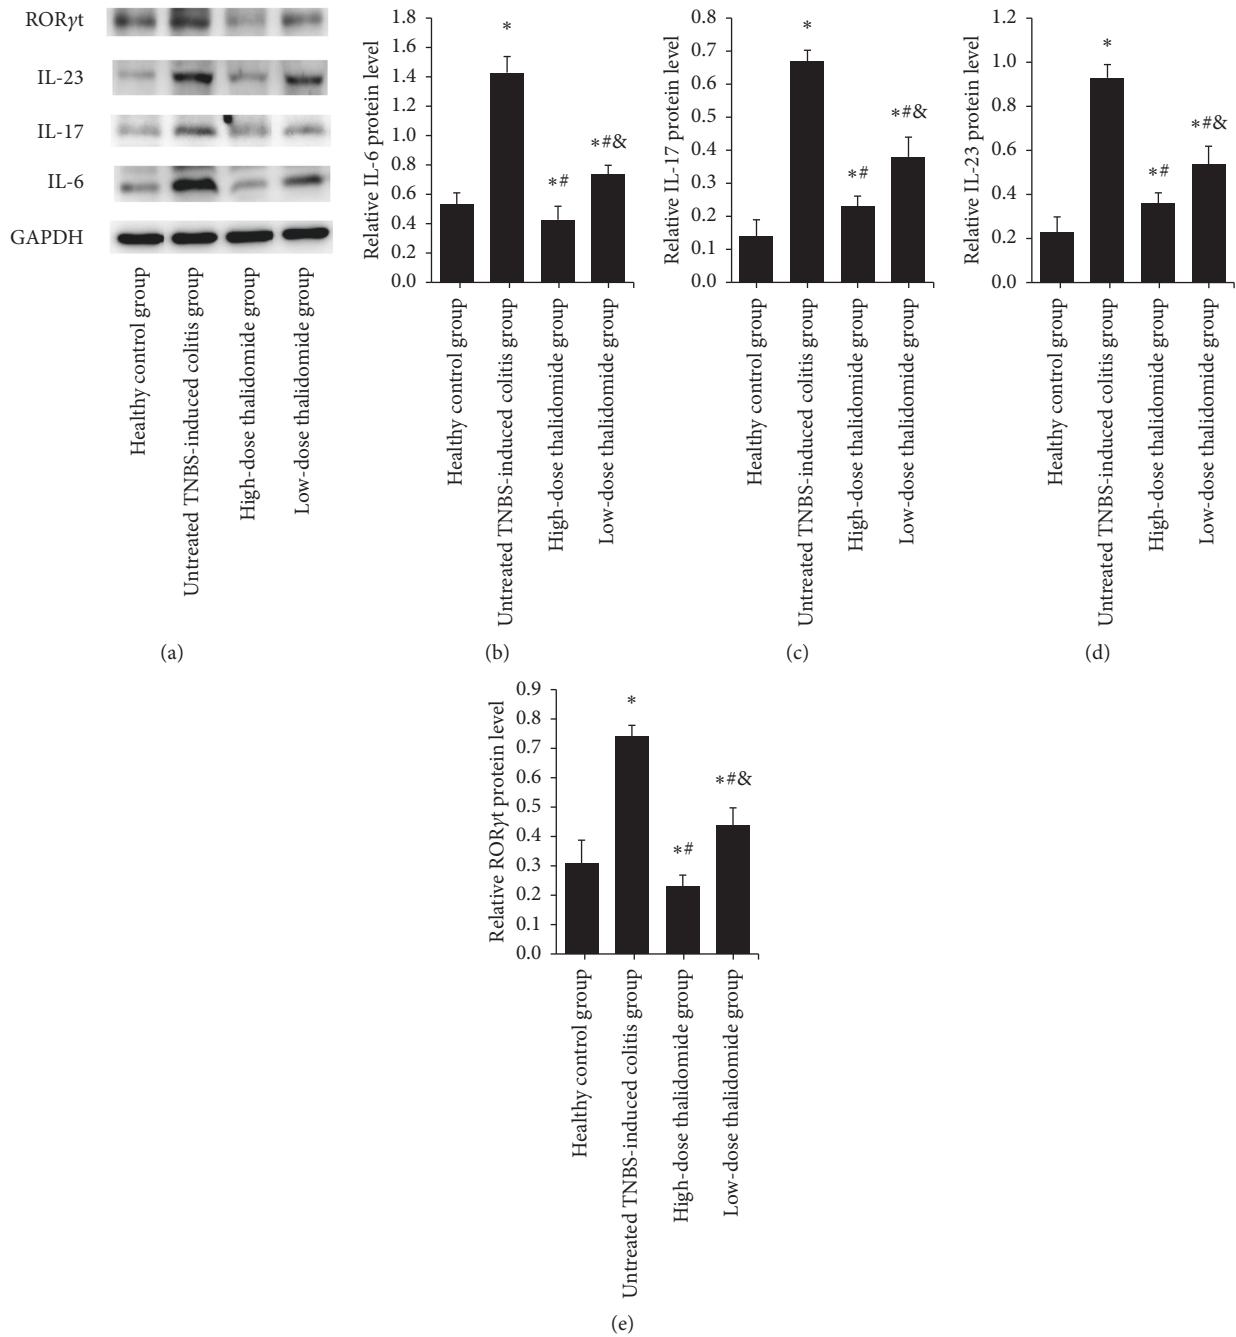 RORγt
IL-23
IL-17
IL-6
GAPDH
Healthy control group
Untreated TNBS-induced colitis group
High-dose thalidomide group
Low-dose thalidomide group
(a)
Relative IL-6 protein level
1.8
1.6
1.4
1.2
1.0
0.8
0.6
0.4
0.2
0.0
*
*#
*#&
Healthy control group
Untreated TNBS-induced colitis group
High-dose thalidomide group
Low-dose thalidomide group
(b)
Relative IL-17 protein level
0.8
0.7
0.6
0.5
0.4
0.3
0.2
0.1
0.0
*
*#
*#&
Healthy control group
Untreated TNBS-induced colitis group
High-dose thalidomide group
Low-dose thalidomide group
(c)
Relative IL-23 protein level
1.2
1.0
0.8
0.6
0.4
0.2
0.0
*
*#
*#&
Healthy control group
Untreated TNBS-induced colitis group
High-dose thalidomide group
Low-dose thalidomide group
(d)
Relative RORγt protein level
0.9
0.8
0.7
0.6
0.5
0.4
0.3
0.2
0.1
0.0
*
*#
*#&
Healthy control group
Untreated TNBS-induced colitis group
High-dose thalidomide group
Low-dose thalidomide group
(e)